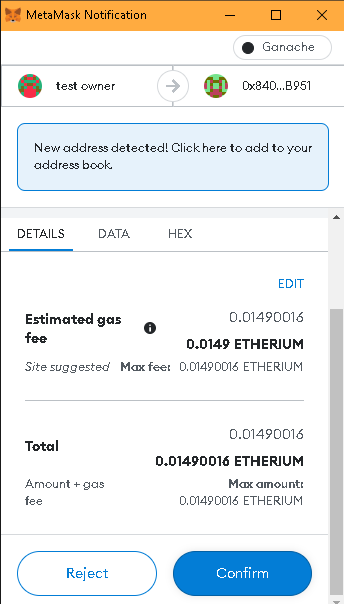 MetaMask Notification
Ganache
test owner
0x840...B951
New address detected! Click here to add to your
address book.
DETAILS DATA HEX
EDIT
0.01490016
Estimated gas
fee
0.0149 ETHERIUM
Site suggested Max fee: 0.01490016 ETHERIUM
0.01490016
Total
0.01490016 ETHERIUM
Amount + gas
fee
Max amount:
0.01490016 ETHERIUM
Reject Confirm